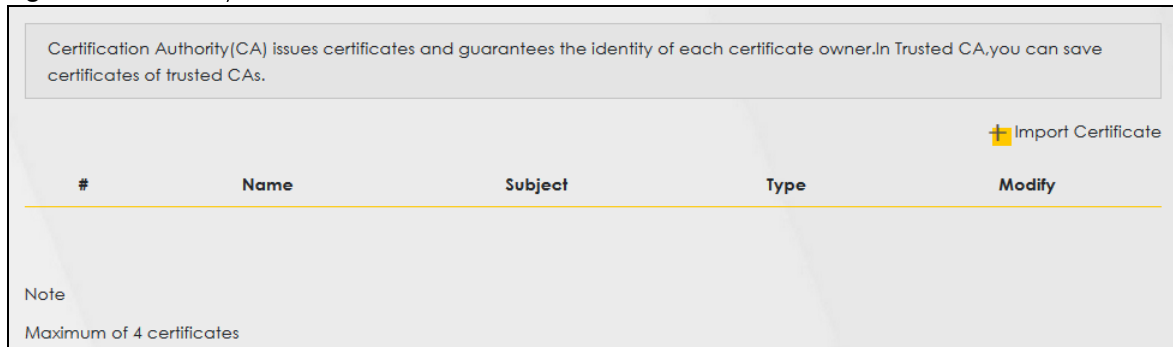 Certification Authority(CA) issues certificates and guarantees the identity of each certificate owner.In Trusted CA,you can save
certificates of trusted CAs.
+ Import Certificate
# Name Subject Type Modify
Note
Maximum of 4 certificates